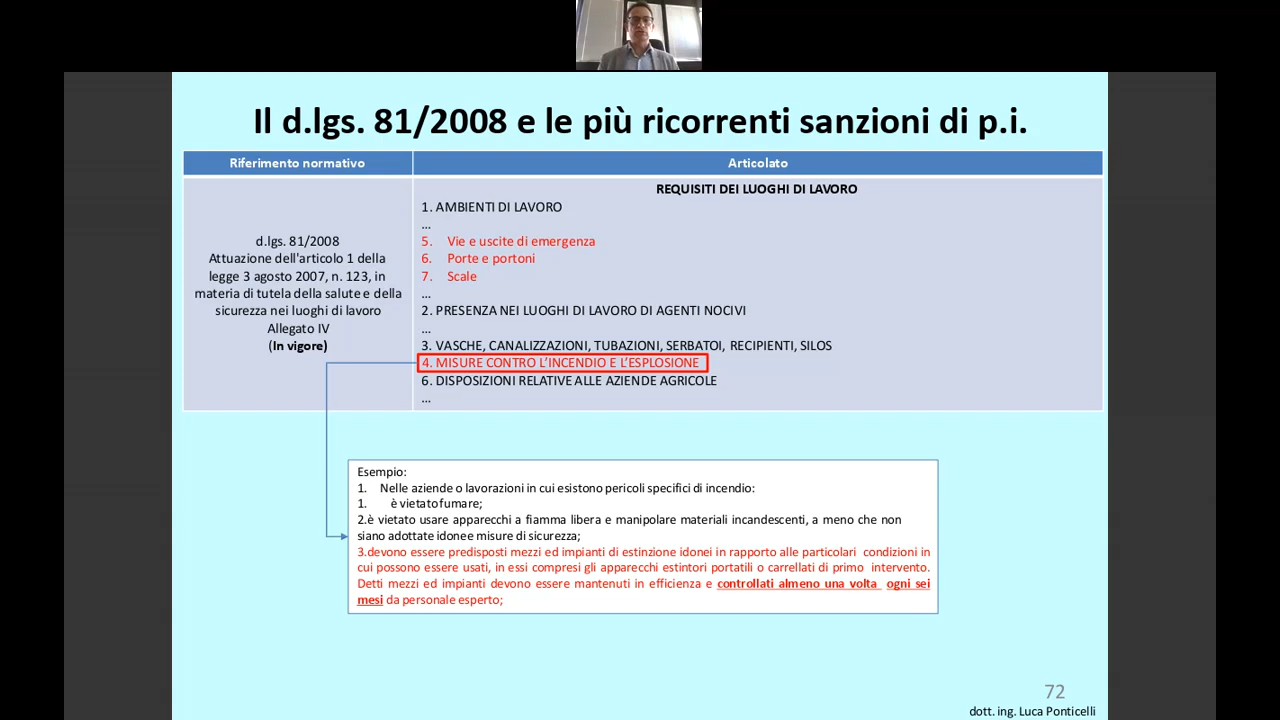 Il d.lgs. 81/2008 e le più ricorrenti sanzioni di p.i.
Riferimento normativo
Articolato
d.lgs. 81/2008
Attuazione dell'articolo 1 della
legge 3 agosto 2007, n. 123, in
materia di tutela della salute e della
sicurezza nei luoghi di lavoro
Allegato IV
(In vigore)
REQUISITI DEI LUOGHI DI LAVORO
1. AMBIENTI DI LAVORO
...
5. Vie e uscite di emergenza
6. Porte e portoni
7. Scale
...
2. PRESENZA NEI LUOGHI DI LAVORO DI AGENTI NOCIVI
...
3. VASCHE, CANALIZZAZIONI, TUBAZIONI, SERBATOI, RECIPIENTI, SILOS
4. MISURE CONTRO L'INCENDIO E L'ESPLOSIONE
6. DISPOSIZIONI RELATIVE ALLE AZIENDE AGRICOLE
...
Esempio:
1. Nelle aziende o lavorazioni in cui esistono pericoli specifici di incendio:
1. è vietato fumare;
2.è vietato usare apparecchi a fiamma libera e manipolare materiali incandescenti, a meno che non
siano adottate idonee misure di sicurezza;
3.devono essere predisposti mezzi ed impianti di estinzione idonei in rapporto alle particolari condizioni in
cui possono essere usati, in essi compresi gli apparecchi estintori portatili o carrellati di primo intervento.
Detti mezzi ed impianti devono essere mantenuti in efficienza e controllati almeno una volta ogni sei
mesi da personale esperto;
72
dott. ing. Luca Ponticelli